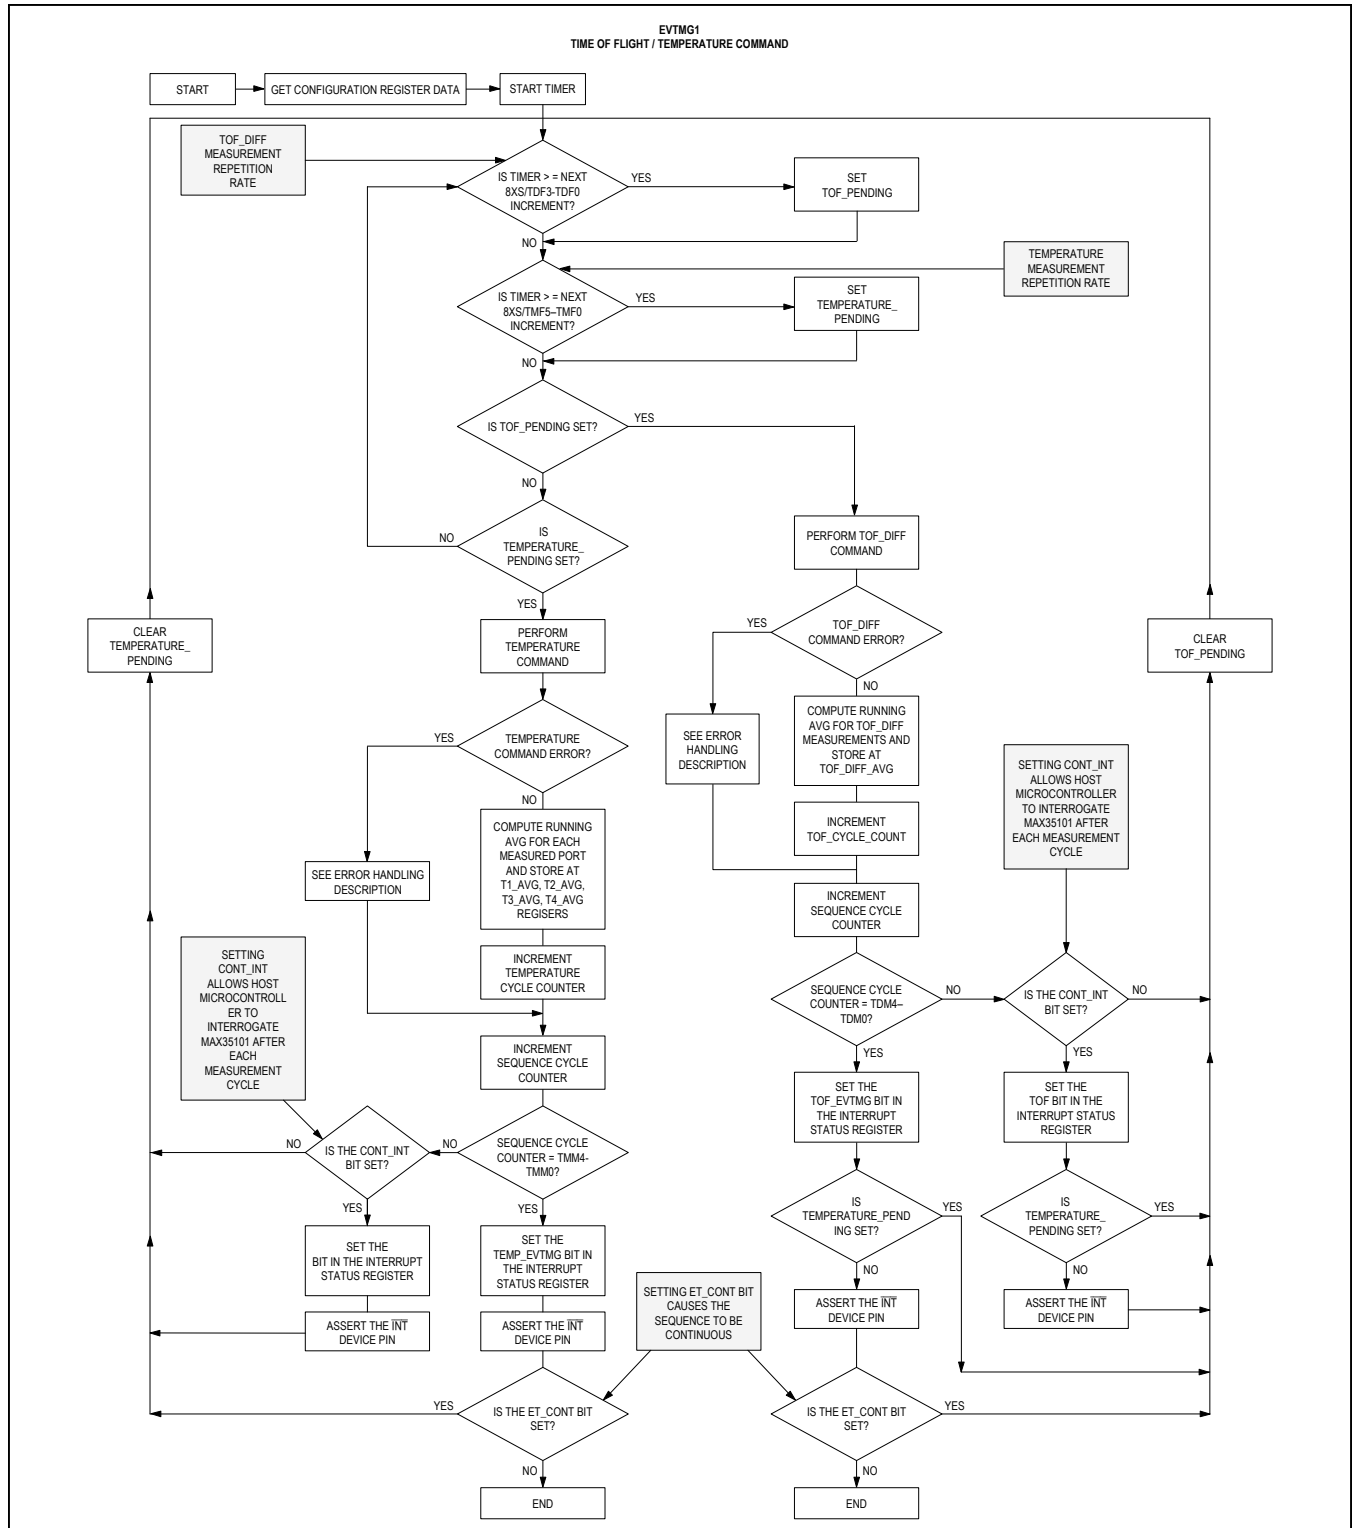 EVTMG1
TIME OF FLIGHT / TEMPERATURE COMMAND
START
GET CONFIGURATION REGISTER DATA
START TIMER
TOF_DIFF
MEASUREMENT
REPETITION
RATE
IS TIMER > = NEXT
8XS/TDF3-TDF0
INCREMENT?
YES
SET
TOF_PENDING
NO
TEMPERATURE
MEASUREMENT
REPETITION RATE
IS TIMER > = NEXT
8XS/TMF5–TMF0
INCREMENT?
YES
SET
TEMPERATURE_
PENDING
NO
IS TOF_PENDING SET?
YES
NO
IS
TEMPERATURE_
PENDING SET?
NO
YES
PERFORM TOF_DIFF
COMMAND
CLEAR
TEMPERATURE_
PENDING
PERFORM
TEMPERATURE
COMMAND
YES
TOF_DIFF
COMMAND ERROR?
NO
CLEAR
TOF_PENDING
TEMPERATURE
COMMAND ERROR?
YES
NO
SEE ERROR
HANDLING
DESCRIPTION
COMPUTE RUNNING
AVG FOR TOF_DIFF
MEASUREMENTS AND
STORE AT
TOF_DIFF_AVG
SETTING CONT_INT
ALLOWS HOST
MICROCONTROLLER
TO INTERROGATE
MAX35101 AFTER
EACH MEASUREMENT
CYCLE
INCREMENT
TOF_CYCLE_COUNT
SEE ERROR HANDLING
DESCRIPTION
COMPUTE RUNNING
AVG FOR EACH
MEASURED PORT
AND STORE AT
T1_AVG, T2_AVG,
T3_AVG, T4_AVG
REGISERS
INCREMENT
SEQUENCE CYCLE
COUNTER
SETTING
CONT_INT
ALLOWS HOST
MICROCONTROLL
ER TO
INTERROGATE
MAX35101 AFTER
EACH
MEASUREMENT
CYCLE
INCREMENT
TEMPERATURE
CYCLE COUNTER
SEQUENCE CYCLE
COUNTER = TDM4–
TDM0?
NO
YES
IS THE CONT_INT
BIT SET?
NO
YES
INCREMENT
SEQUENCE CYCLE
COUNTER
SET THE
TOF_EVTMG BIT IN
THE INTERRUPT
STATUS REGISTER
SET THE
TOF BIT IN THE
INTERRUPT STATUS
REGISTER
NO
IS THE CONT_INT
BIT SET?
YES
NO
SEQUENCE CYCLE
COUNTER = TMM4-
TMM0?
YES
IS
TEMPERATURE_PEND
ING SET?
YES
NO
IS
TEMPERATURE_
PENDING SET?
YES
NO
SET THE
BIT IN THE INTERRUPT
STATUS REGISTER
SET THE
TEMP_EVTMG BIT IN
THE INTERRUPT
STATUS REGISTER
SETTING ET_CONT BIT
CAUSES THE
SEQUENCE TO BE
CONTINUOUS
ASSERT THE INT
DEVICE PIN
ASSERT THE INT
DEVICE PIN
ASSERT THE INT
DEVICE PIN
ASSERT THE INT
DEVICE PIN
YES
IS THE ET_CONT BIT
SET?
NO
IS THE ET_CONT BIT
SET?
YES
NO
END
END